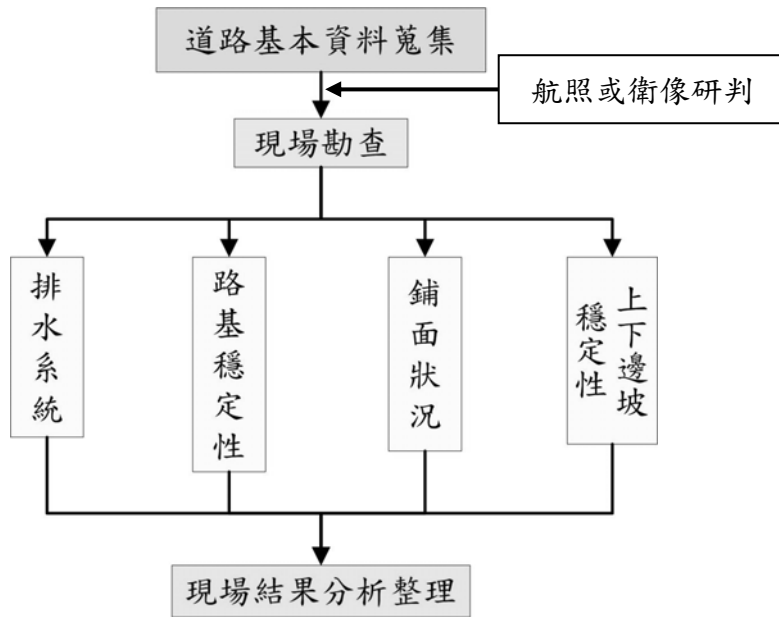 道路基本資料蒐集
航照或衛像研判
現場勘查
排水系統
路基穩定性
鋪面狀況
上下邊坡
穩定性
現場結果分析整理